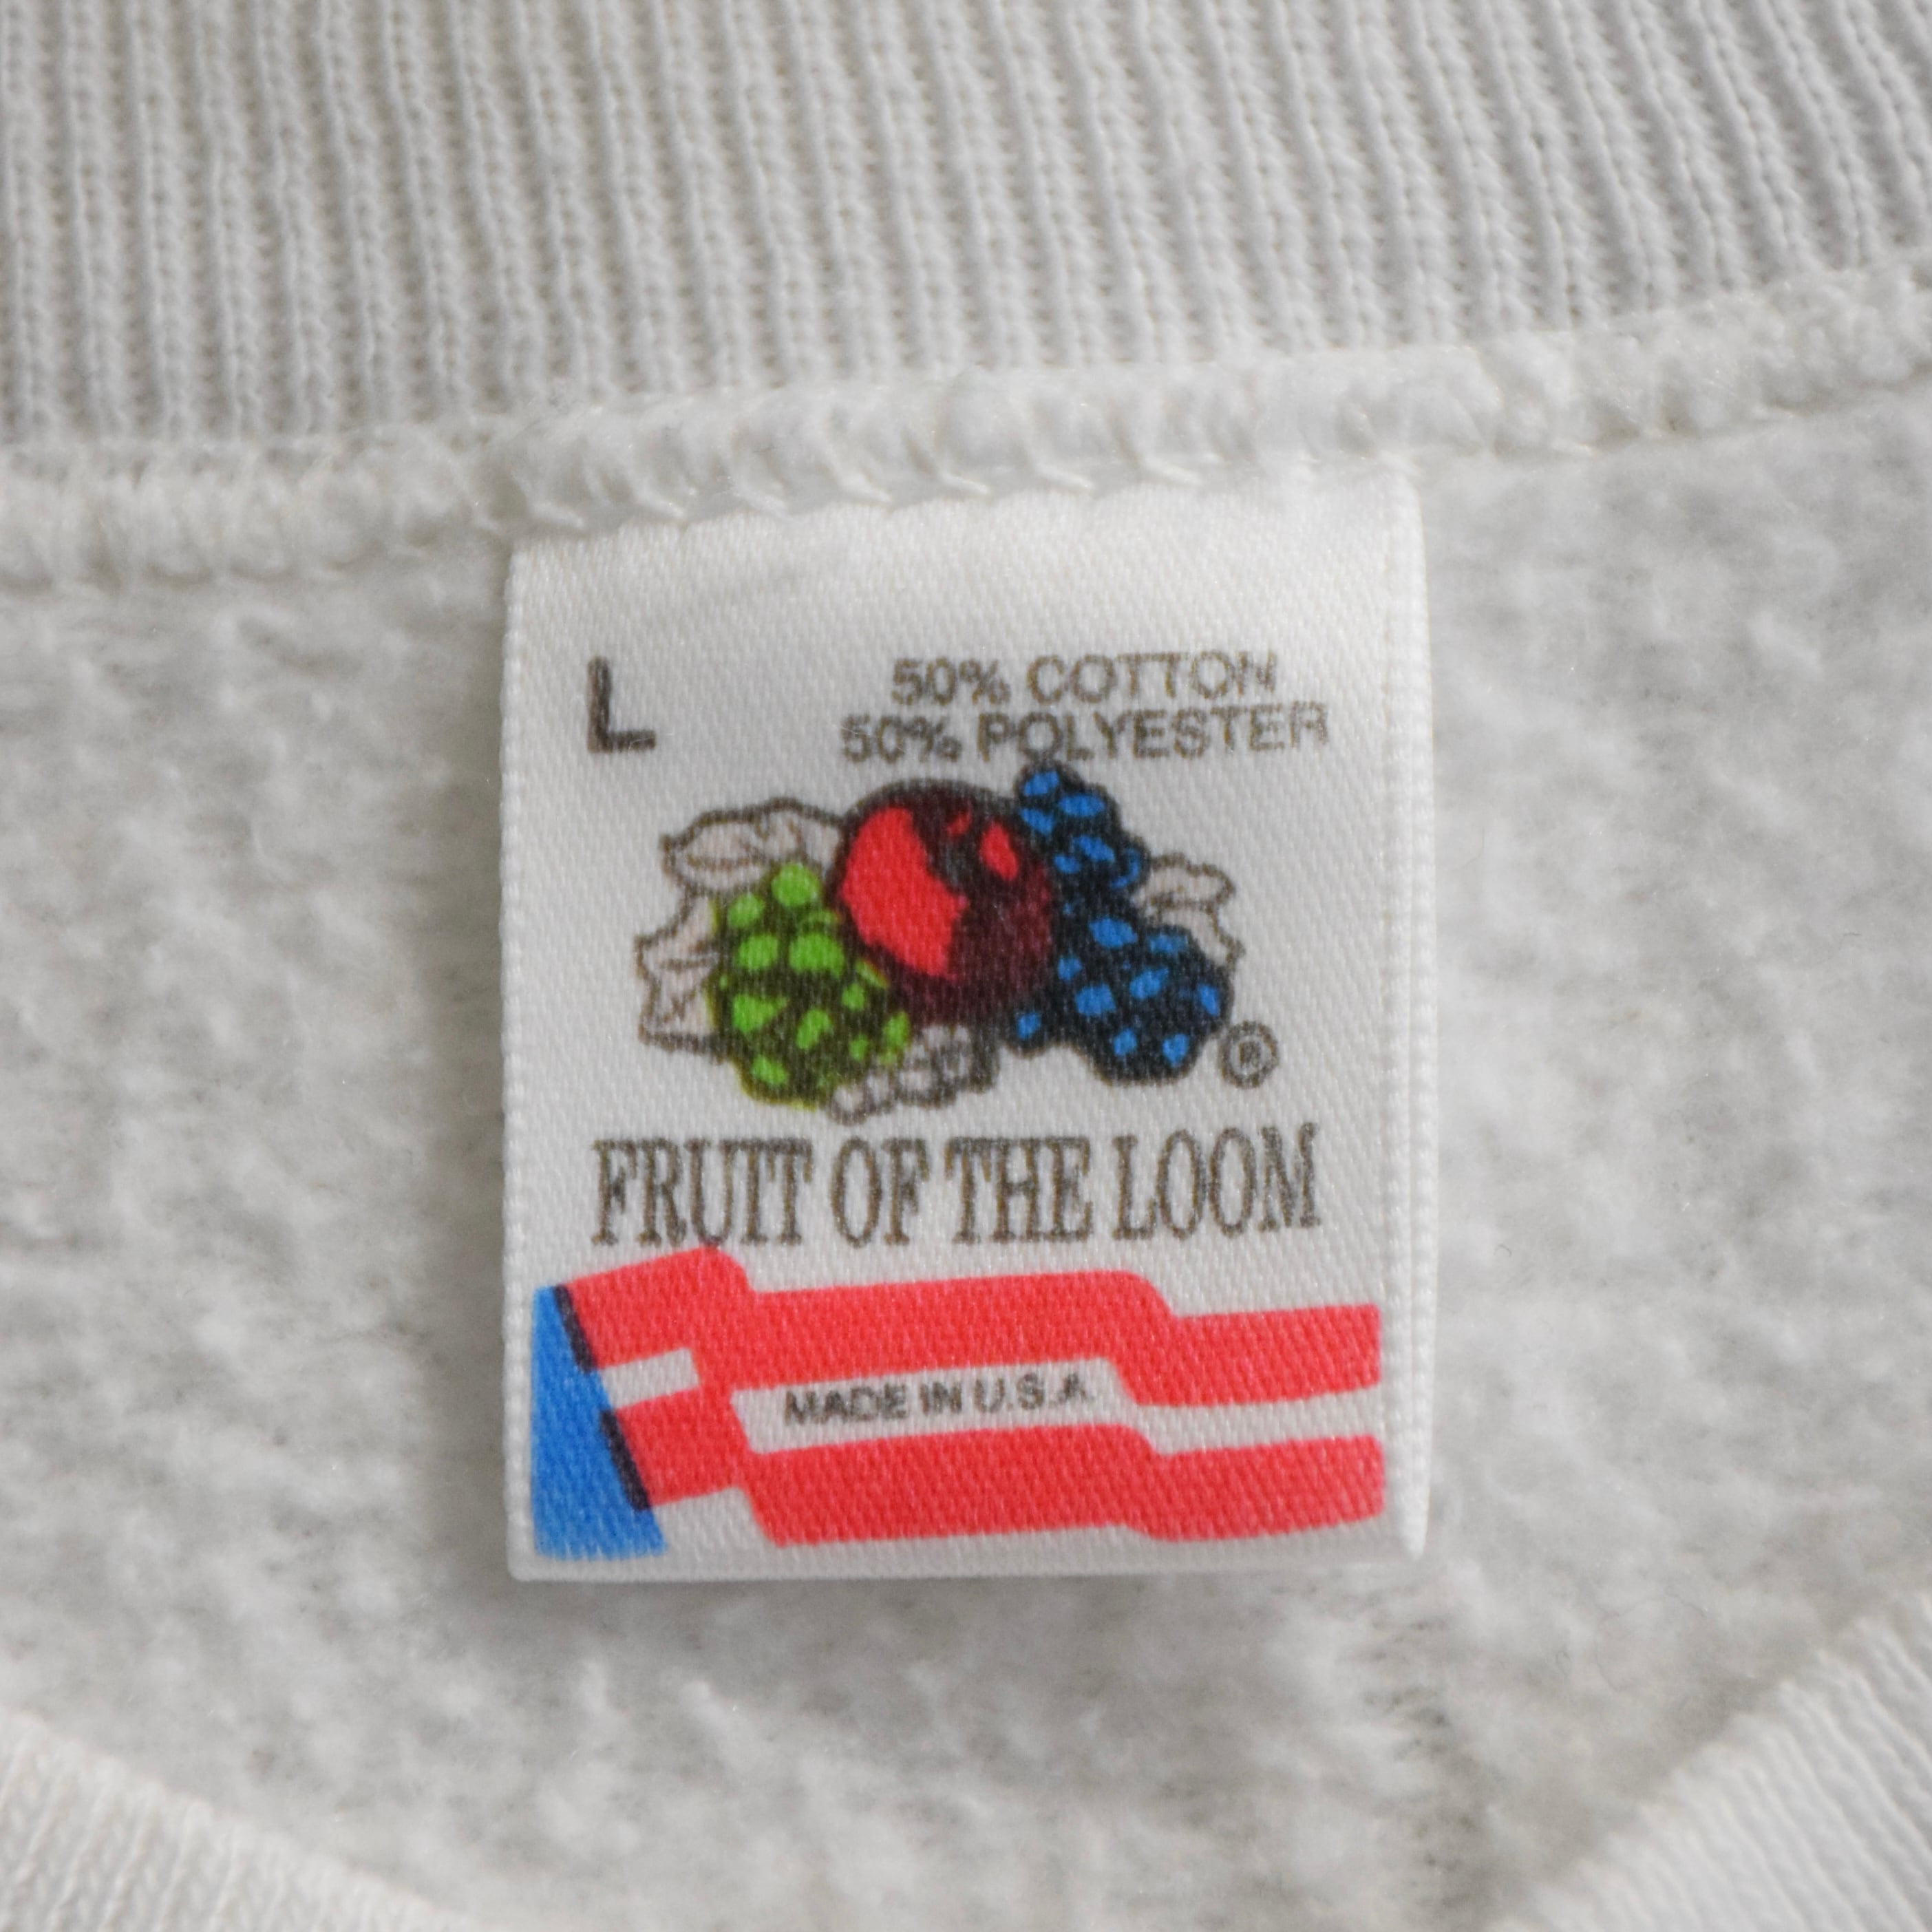 L
50% COTTON
50% POLYESTER
®
FRUIT OF THE LOOM
MADE IN U.S.A.